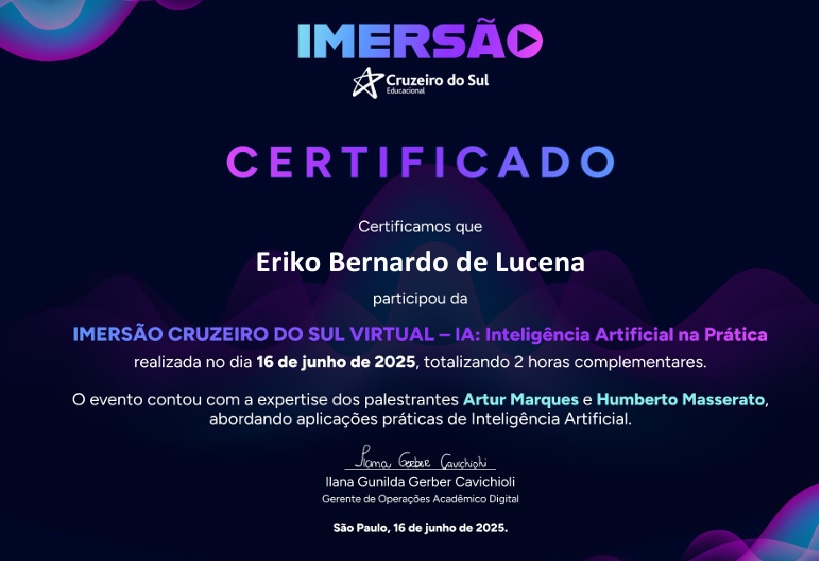 IMERSÃO
Cruzeiro do Sul
Educacional
CERTIFICADO
Certificamos que
Eriko Bernardo de Lucena
participou da
IMERSÃO CRUZEIRO DO SUL VIRTUAL – IA: Inteligência Artificial na Prática
realizada no dia 16 de junho de 2025, totalizando 2 horas complementares.
O evento contou com a expertise dos palestrantes Artur Marques e Humberto Masserato,
abordando aplicações práticas de Inteligência Artificial.
Ilana Gerber Cavichioli
Ilana Gunilda Gerber Cavichioli
Gerente de Operações Acadêmico Digital
São Paulo, 16 de junho de 2025.